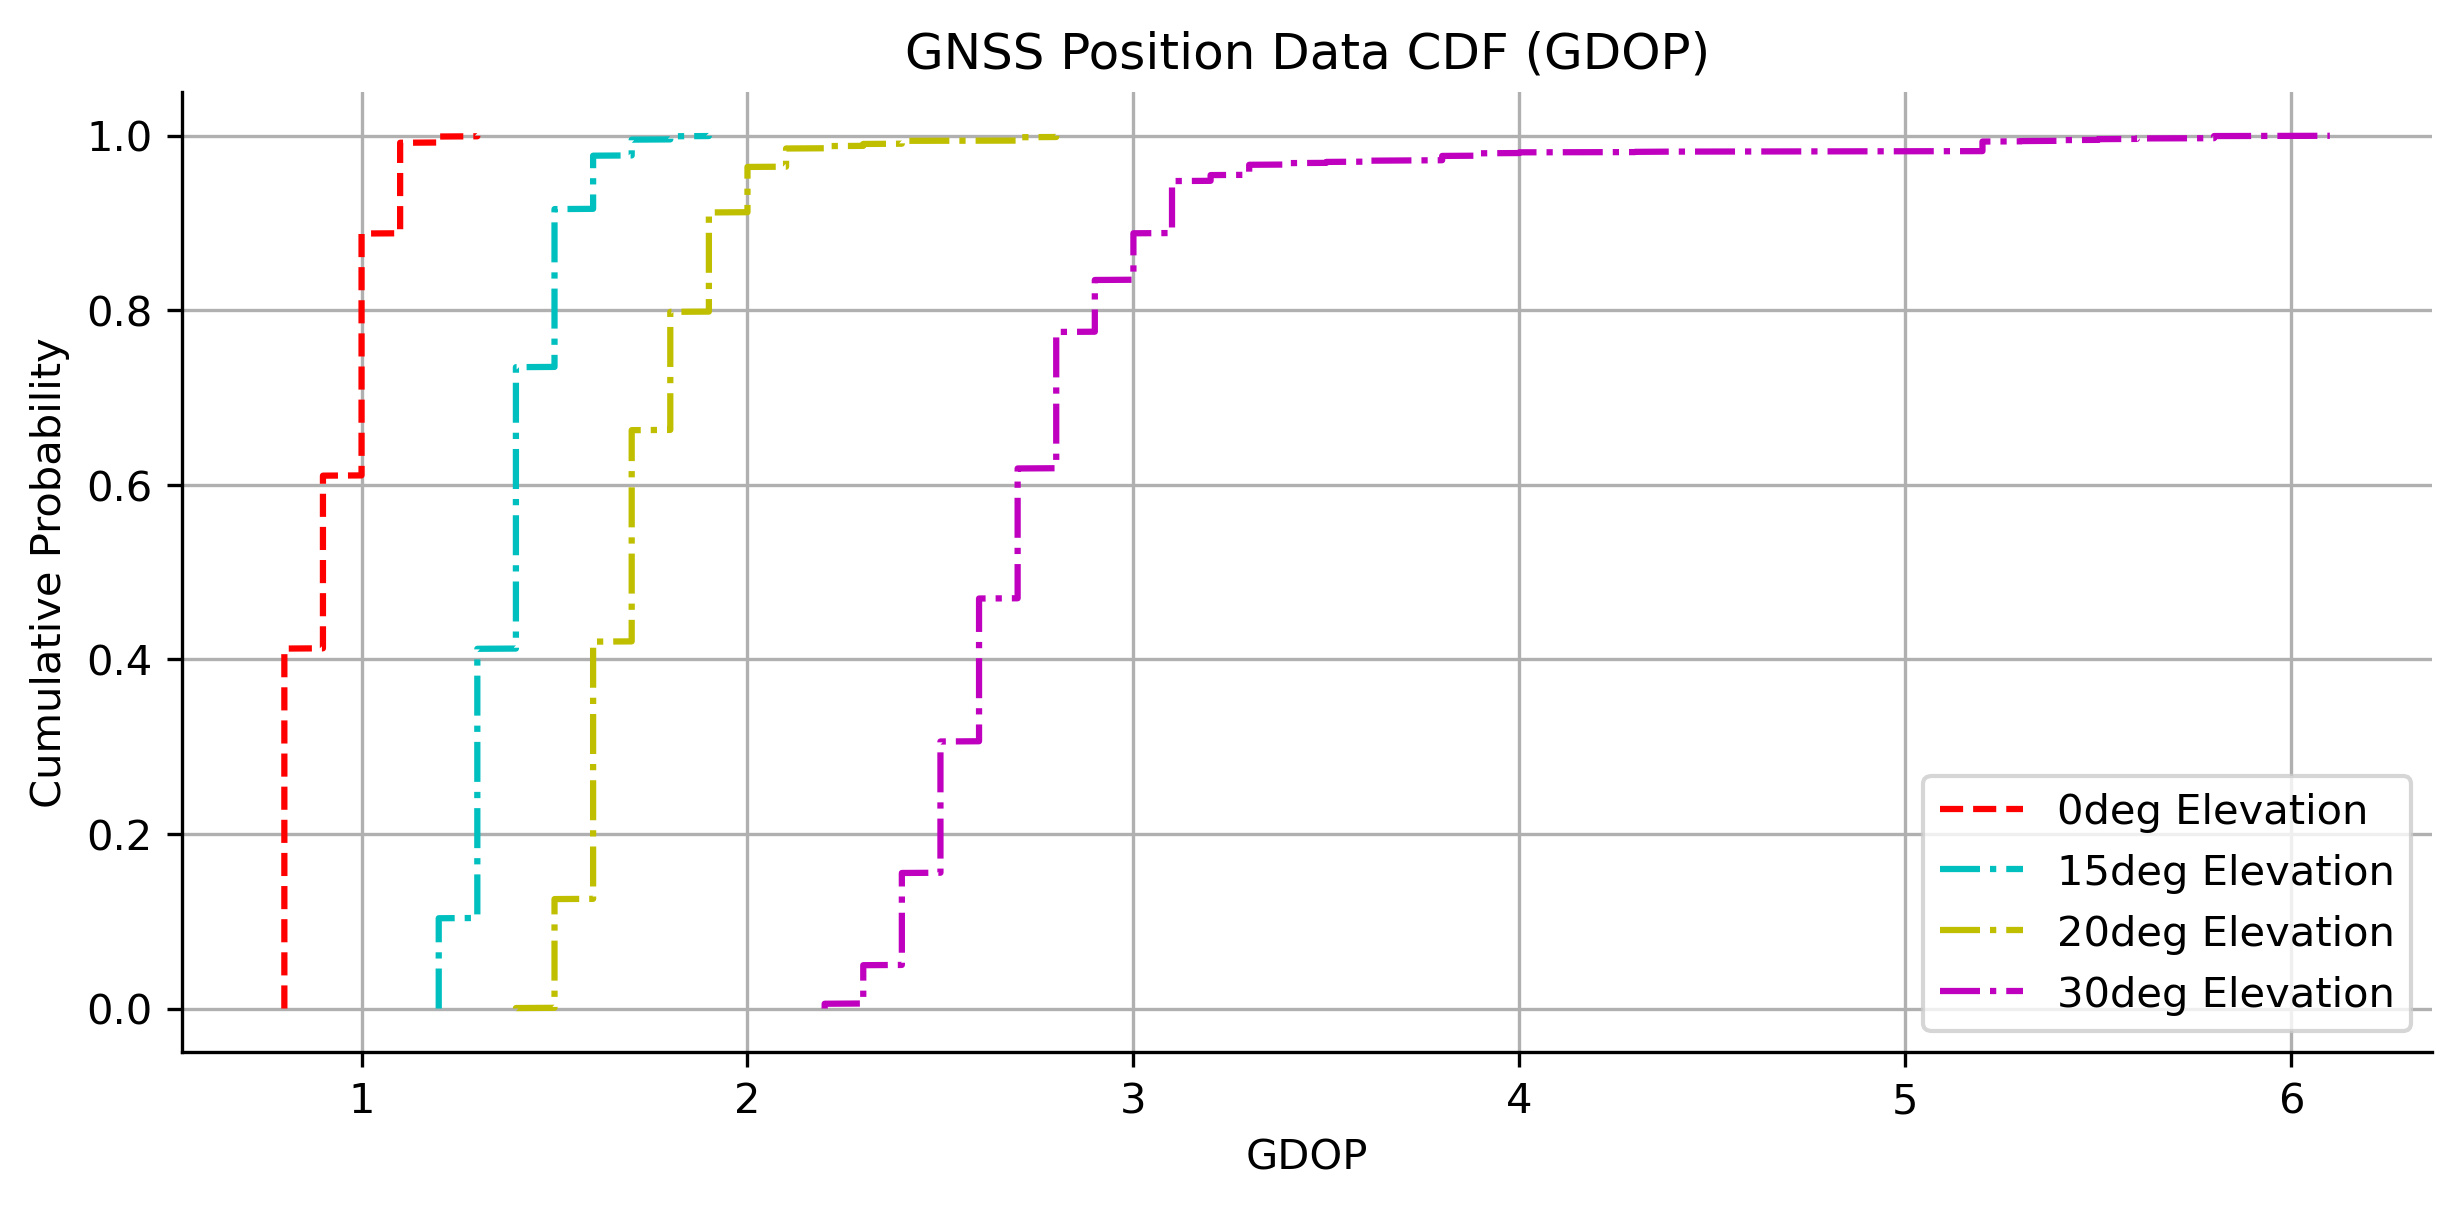 GNSS Position Data CDF (GDOP)
Cumulative Probability
1.0
0.8
0.6
0.4
0.2
0.0
0deg Elevation
15deg Elevation
20deg Elevation
30deg Elevation
1 2 3 4 5 6
GDOP